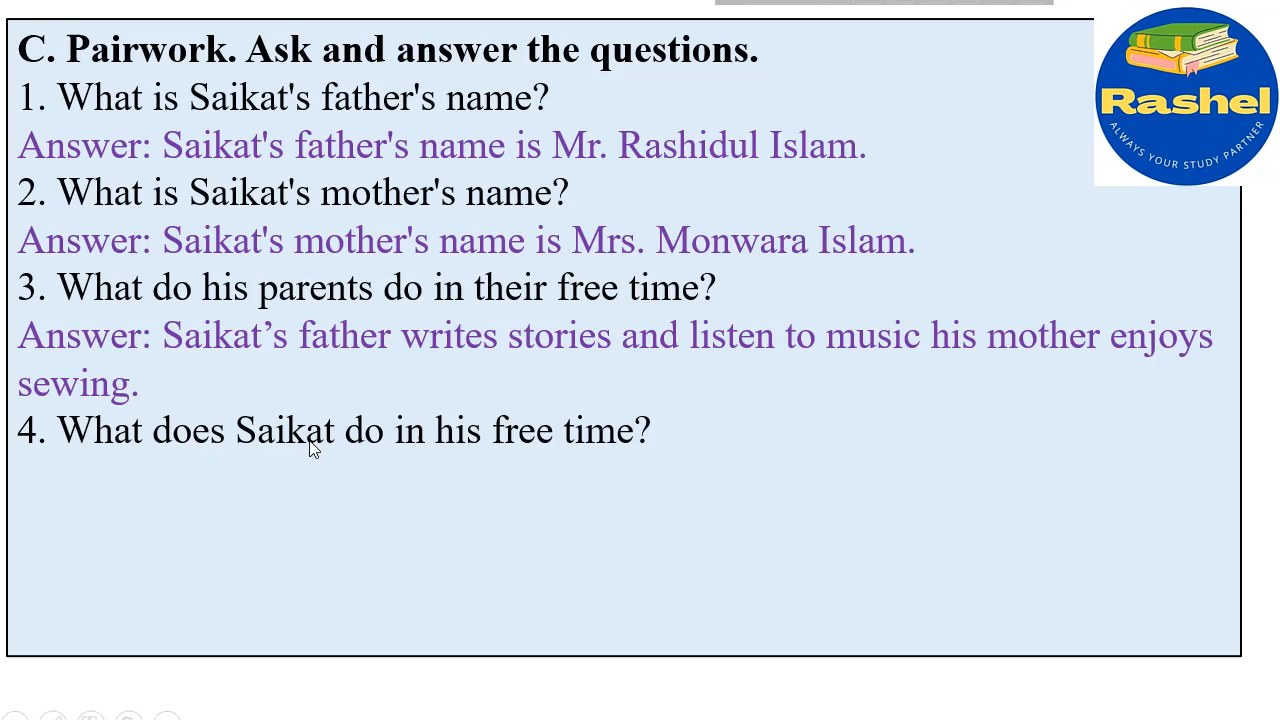 C. Pairwork. Ask and answer the questions.
1. What is Saikat's father's name?
Answer: Saikat's father's name is Mr. Rashidul Islam.
2. What is Saikat's mother's name?
Answer: Saikat's mother's name is Mrs. Monwara Islam.
3. What do his parents do in their free time?
Answer: Saikat’s father writes stories and listen to music his mother enjoys
sewing.
4. What does Saikat do in his free time?
Rashel
ALWAYS YOUR STUDY PARTNER